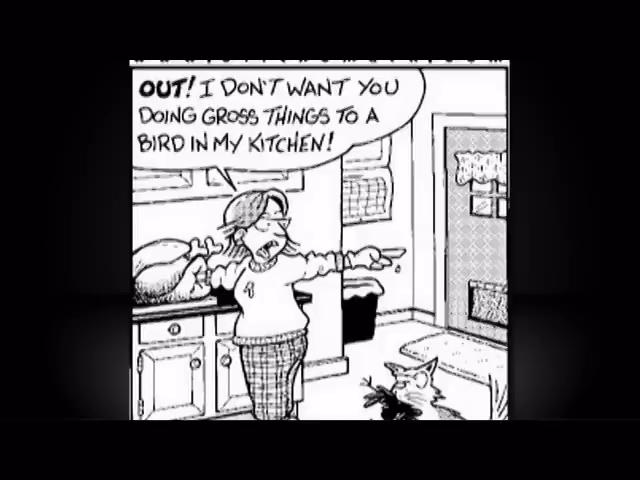 OUT! I DON'T WANT YOU
DOING GROSS THINGS TO A
BIRD IN MY KITCHEN!